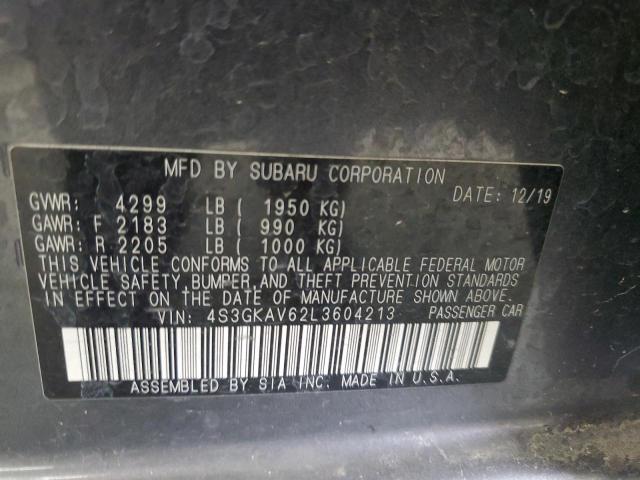 MFD BY SUBARU CORPORATION
DATE: 12/19
GVWR: 4299 LB ( 1950 KG)
GAWR: F 2183 LB ( 990 KG)
GAWR: R 2205 LB ( 1000 KG)
THIS VEHICLE CONFORMS TO ALL APPLICABLE FEDERAL MOTOR
VEHICLE SAFETY, BUMPER, AND THEFT PREVENTION STANDARDS
IN EFFECT ON THE DATE OF MANUFACTURE SHOWN ABOVE.
VIN: 4S3GKAV62L3604213 PASSENGER CAR
ASSEMBLED BY SIA INC. MADE IN U.S.A.